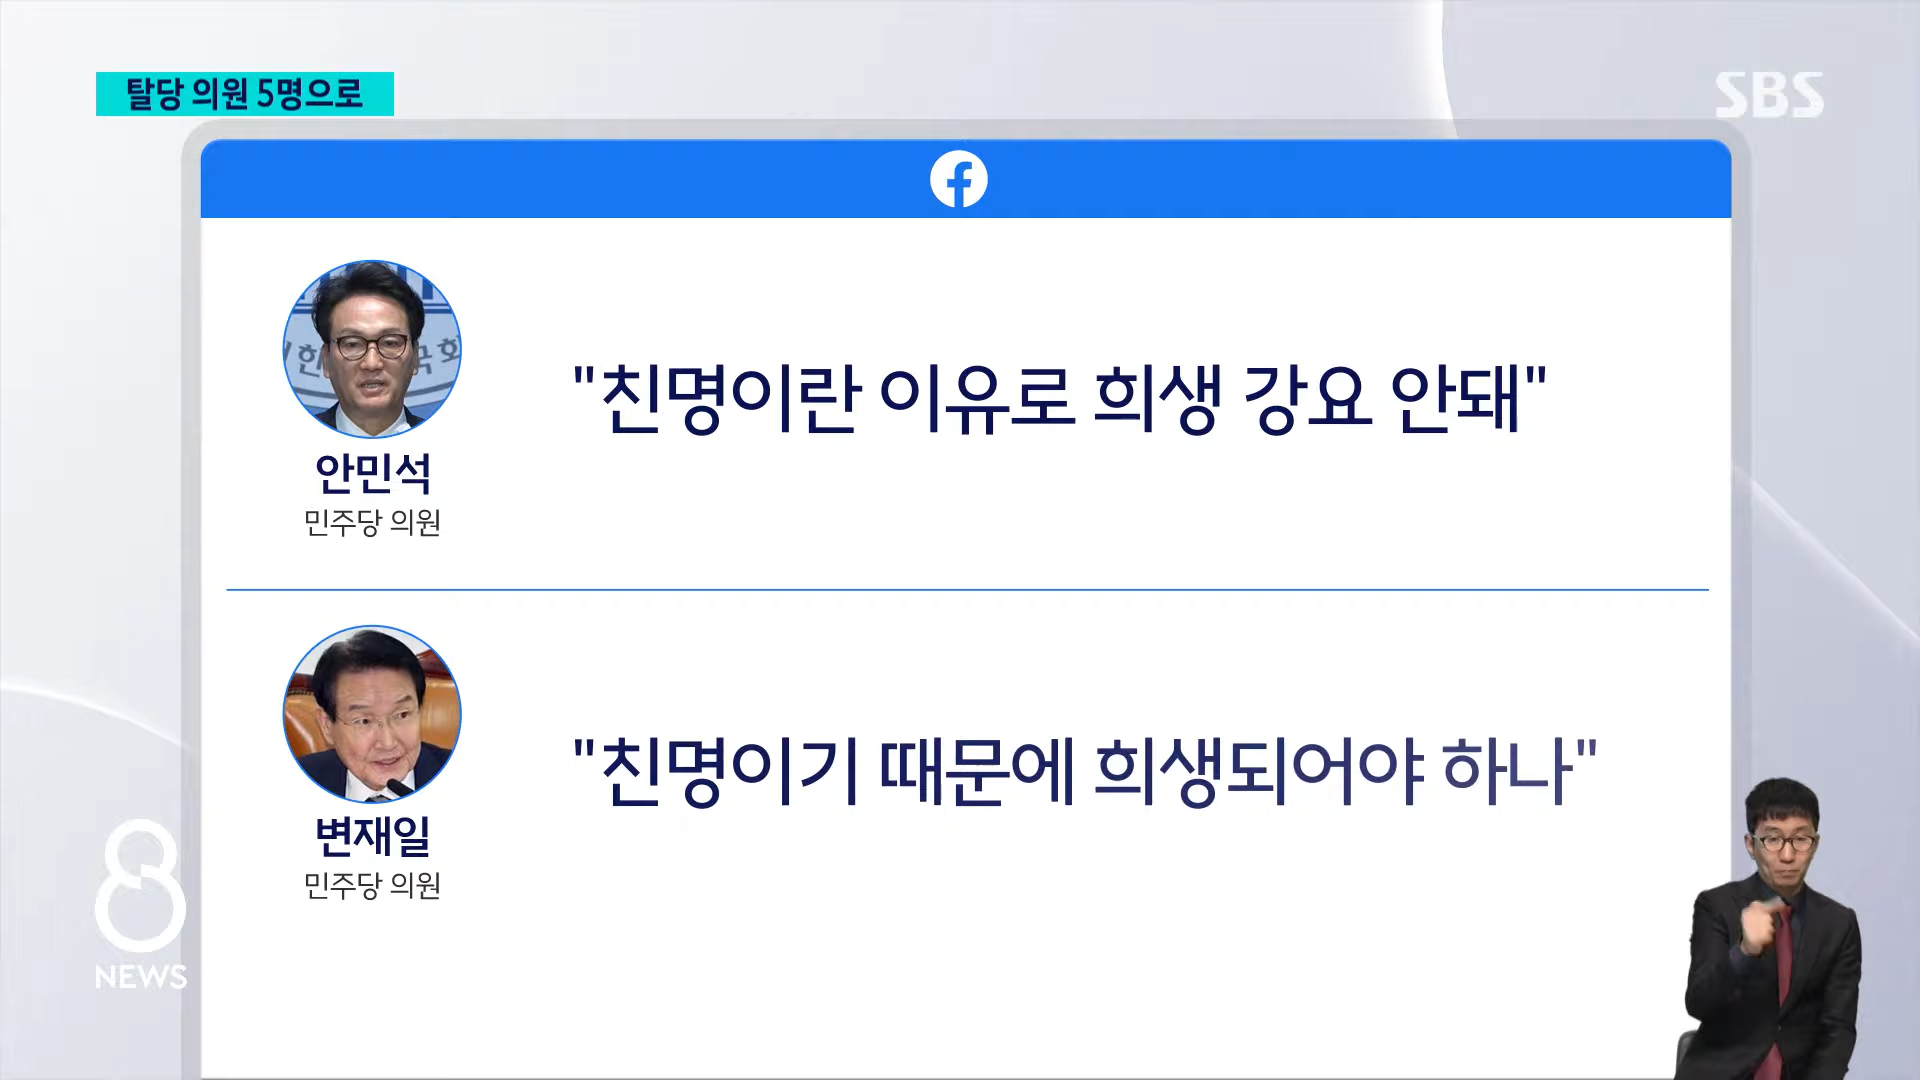 탈당 의원 5명으로
SBS
"친명이란 이유로 희생 강요 안돼"
안민석
민주당 의원
"친명이기 때문에 희생되어야 하나"
변재일
민주당 의원
8
NEWS